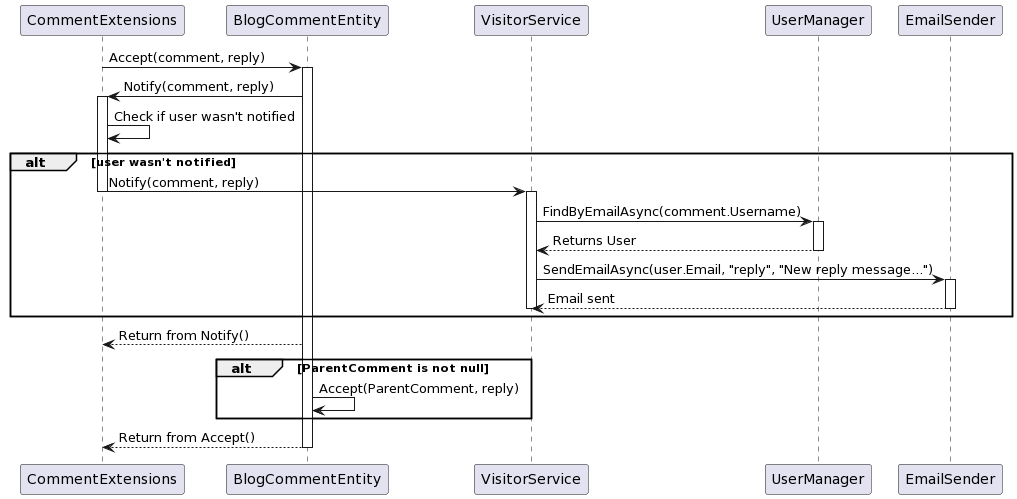 CommentExtensions BlogCommentEntity VisitorService UserManager EmailSender
Accept(comment, reply)
Notify(comment, reply)
Check if user wasn't notified
alt [user wasn't notified]
Notify(comment, reply)
FindByEmailAsync(comment.Username)
Returns User
SendEmailAsync(user.Email, "reply", "New reply message...")
Email sent
Return from Notify()
alt [ParentComment is not null]
Accept(ParentComment, reply)
Return from Accept()
CommentExtensions BlogCommentEntity VisitorService UserManager EmailSender